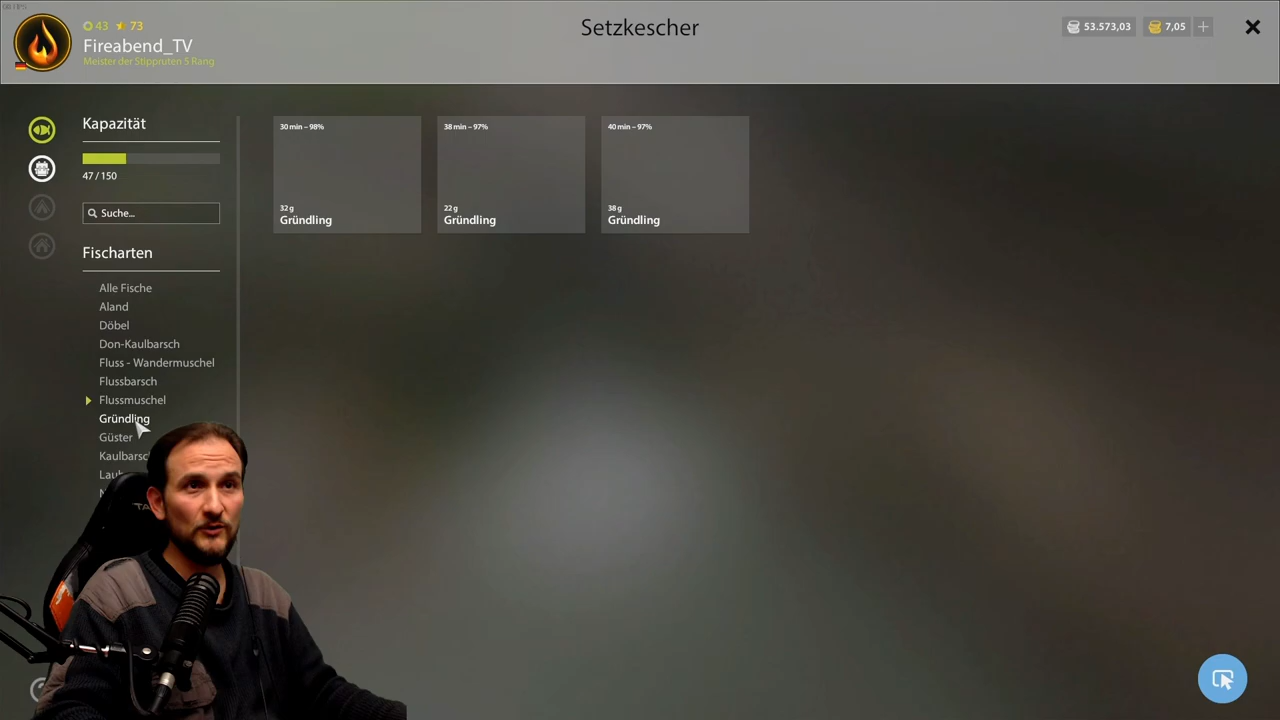 43 73
Fireabend_TV
Meister der Stippruten 5 Rang
Setzkescher
53.573,03
7,05
+
Kapazität
47 / 150
Suche...
Fischarten
Alle Fische
Aland
Döbel
Don-Kaulbarsch
Fluss - Wandermuschel
Flussbarsch
Flussmuschel
Gründling
Güster
30 min – 98%
32 g
Gründling
38 min – 97%
22 g
Gründling
40 min – 97%
38 g
Gründling